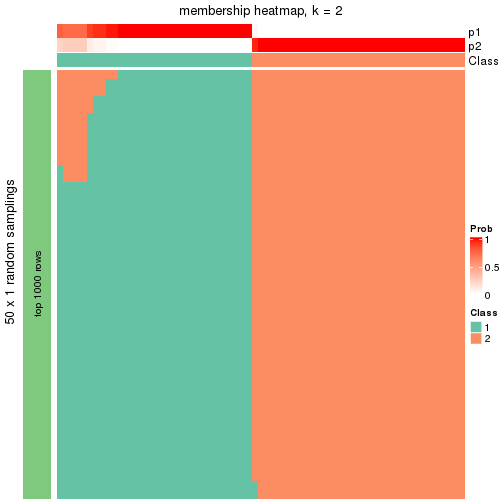 membership heatmap, k = 2
p1
p2
Class
50 x 1 random samplings
top 1000 rows
Prob
1
0.5
0
Class
1
2